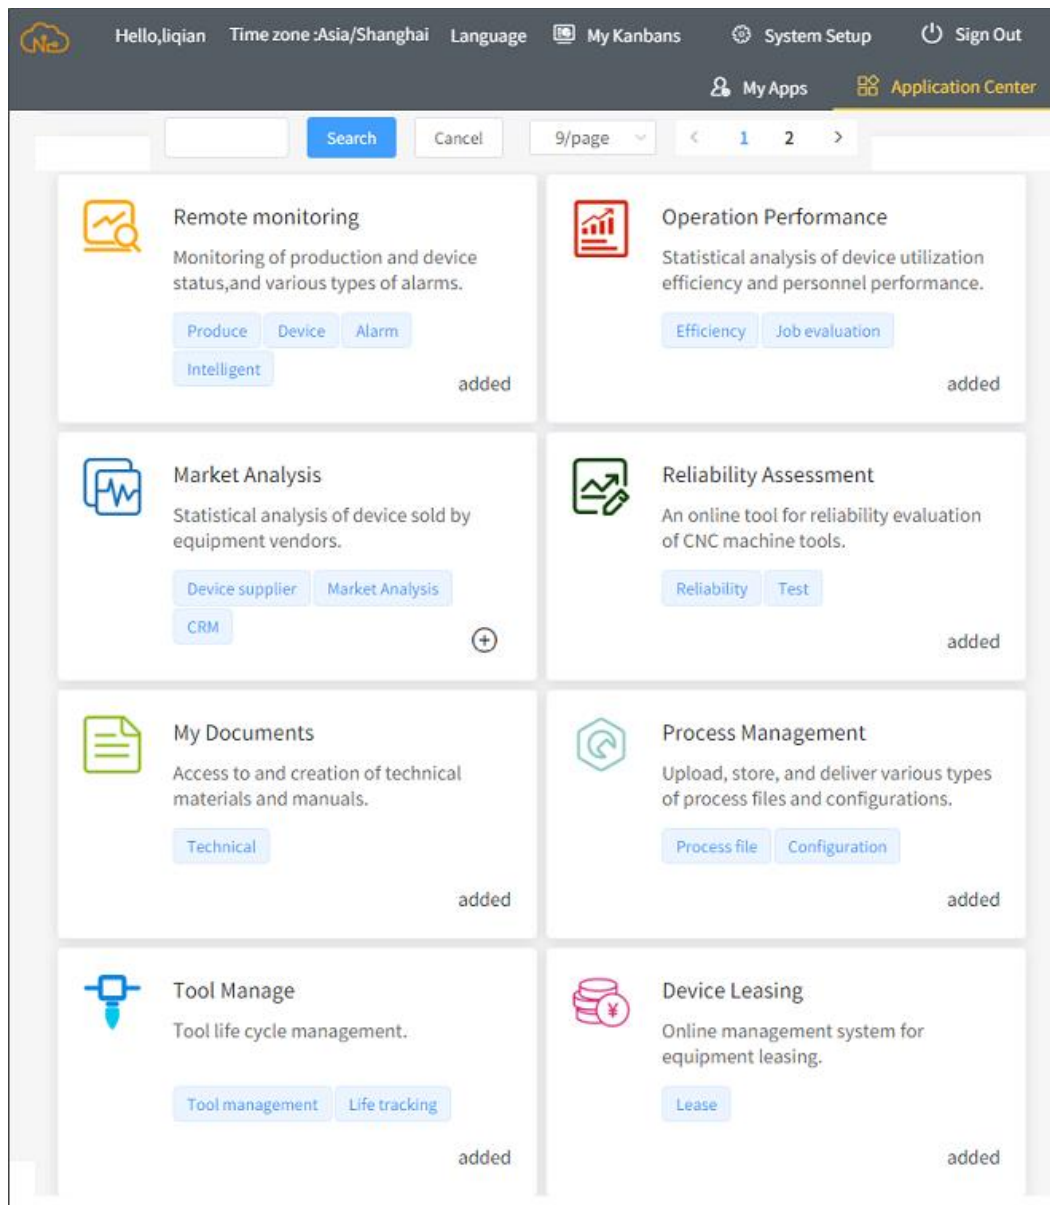 Nc
Hello,liqian Time zone :Asia/Shanghai Language My Kanbans System Setup Sign Out
My Apps Application Center
Search Cancel 9/page < 1 2 >
Remote monitoring
Monitoring of production and device
status,and various types of alarms.
Produce Device Alarm
Intelligent
added
Operation Performance
Statistical analysis of device utilization
efficiency and personnel performance.
Efficiency Job evaluation
added
Market Analysis
Statistical analysis of device sold by
equipment vendors.
Device supplier Market Analysis
CRM
Reliability Assessment
An online tool for reliability evaluation
of CNC machine tools.
Reliability Test
added
My Documents
Access to and creation of technical
materials and manuals.
Technical
added
Process Management
Upload, store, and deliver various types
of process files and configurations.
Process file Configuration
added
Tool Manage
Tool life cycle management.
Tool management Life tracking
added
¥
Device Leasing
Online management system for
equipment leasing.
Lease
added